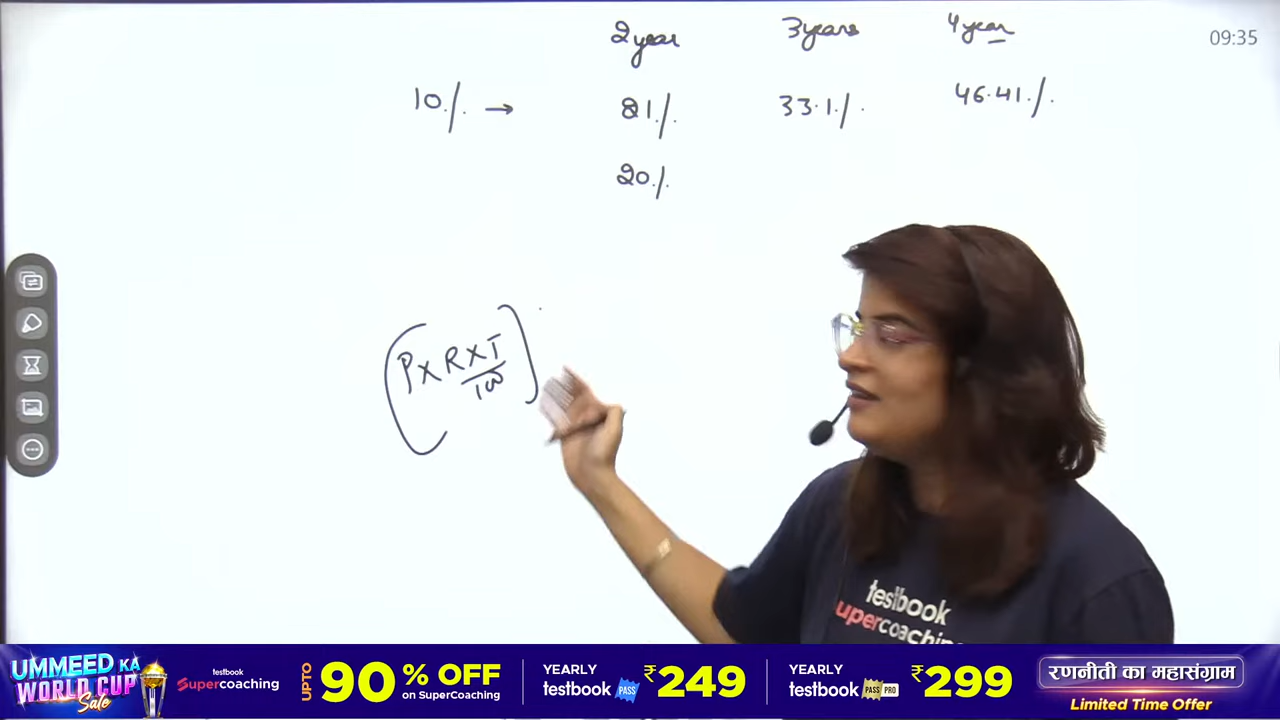 2 year 3 years 4 year
09:35
10% → 21% 33.1% 46.41%
20%
(P x R x T / 100)
testbook
supercoaching
UMMEED KA
WORLD CUP
Sale
testbook
Supercoaching
UPTO 90% OFF
on SuperCoaching
YEARLY
testbook PASS
₹249
YEARLY
testbook PASS PRO
₹299
रणनीती का महासंग्राम
Limited Time Offer